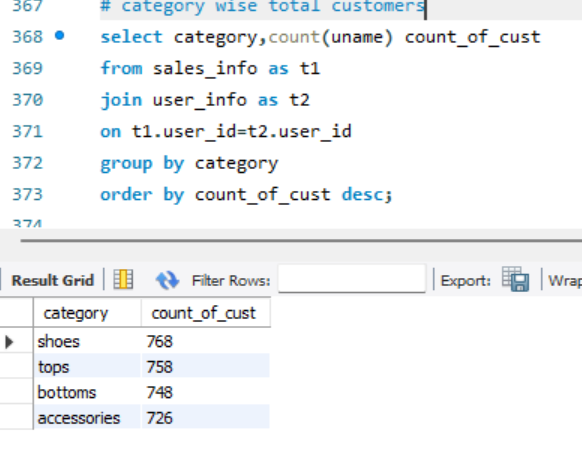 367 # category wise total customers
368 select category,count(uname) count_of_cust
369 from sales_info as t1
370 join user_info as t2
371 on t1.user_id=t2.user_id
372 group by category
373 order by count_of_cust desc;
374
Result Grid Filter Rows: Export: Wrap
category count_of_cust
shoes 768
tops 758
bottoms 748
accessories 726